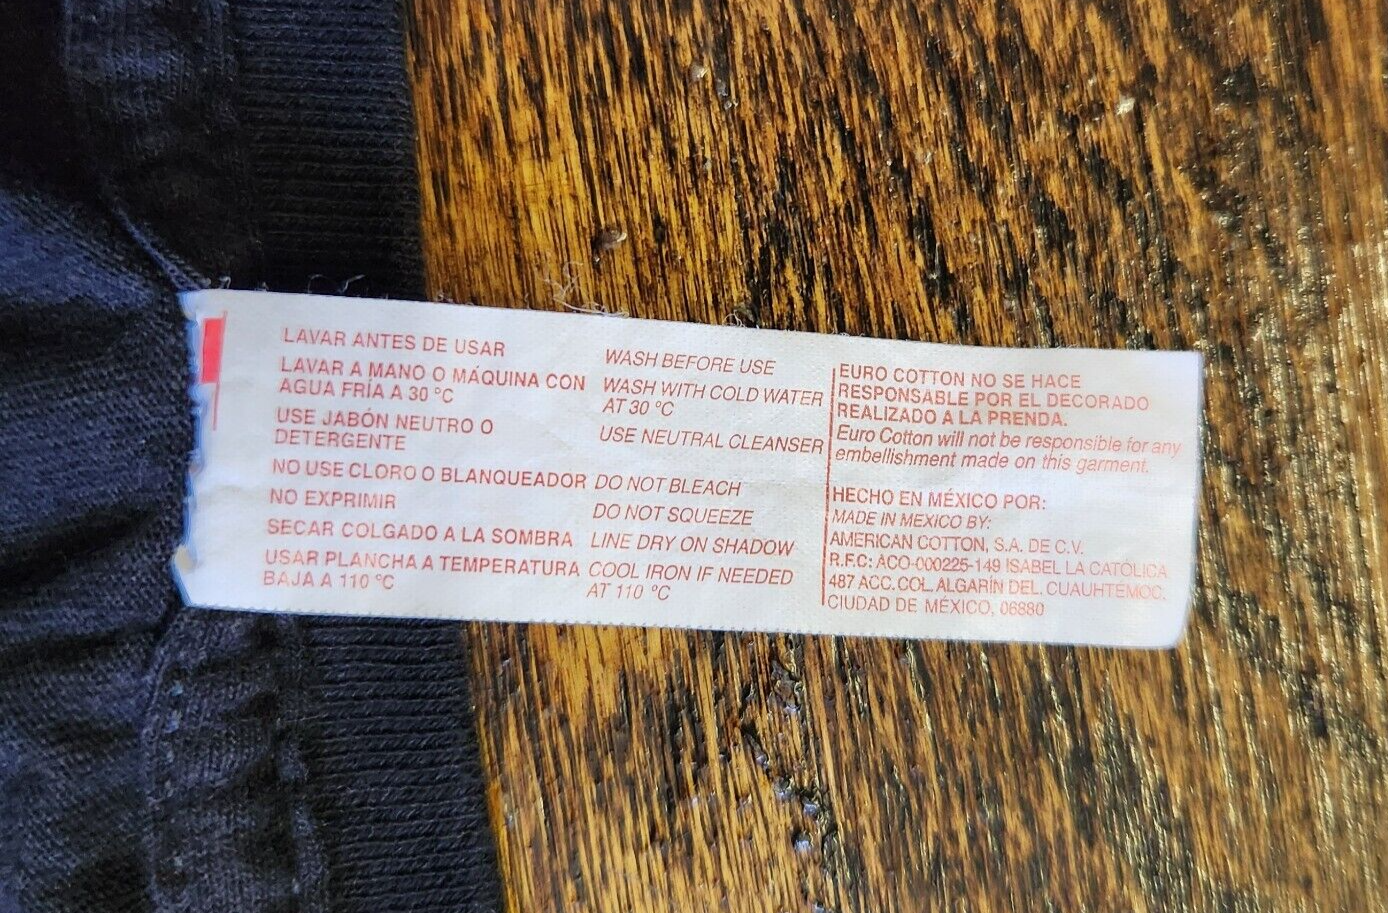 LAVAR ANTES DE USAR
LAVAR A MANO O MÁQUINA CON
AGUA FRÍA A 30 °C
USE JABÓN NEUTRO O
DETERGENTE
NO USE CLORO O BLANQUEADOR
NO EXPRIMIR
SECAR COLGADO A LA SOMBRA
USAR PLANCHA A TEMPERATURA
BAJA A 110 °C
WASH BEFORE USE
WASH WITH COLD WATER
AT 30 °C
USE NEUTRAL CLEANSER
DO NOT BLEACH
DO NOT SQUEEZE
LINE DRY ON SHADOW
COOL IRON IF NEEDED
AT 110 °C
EURO COTTON NO SE HACE
RESPONSABLE POR EL DECORADO
REALIZADO A LA PRENDA.
Euro Cotton will not be responsible for any
embellishment made on this garment.
HECHO EN MÉXICO POR:
MADE IN MEXICO BY:
AMERICAN COTTON, S.A. DE C.V.
R.F.C: ACO-000225-149 ISABEL LA CATÓLICA
487 ACC. COL. ALGARÍN DEL. CUAUHTÉMOC.
CIUDAD DE MÉXICO, 06880